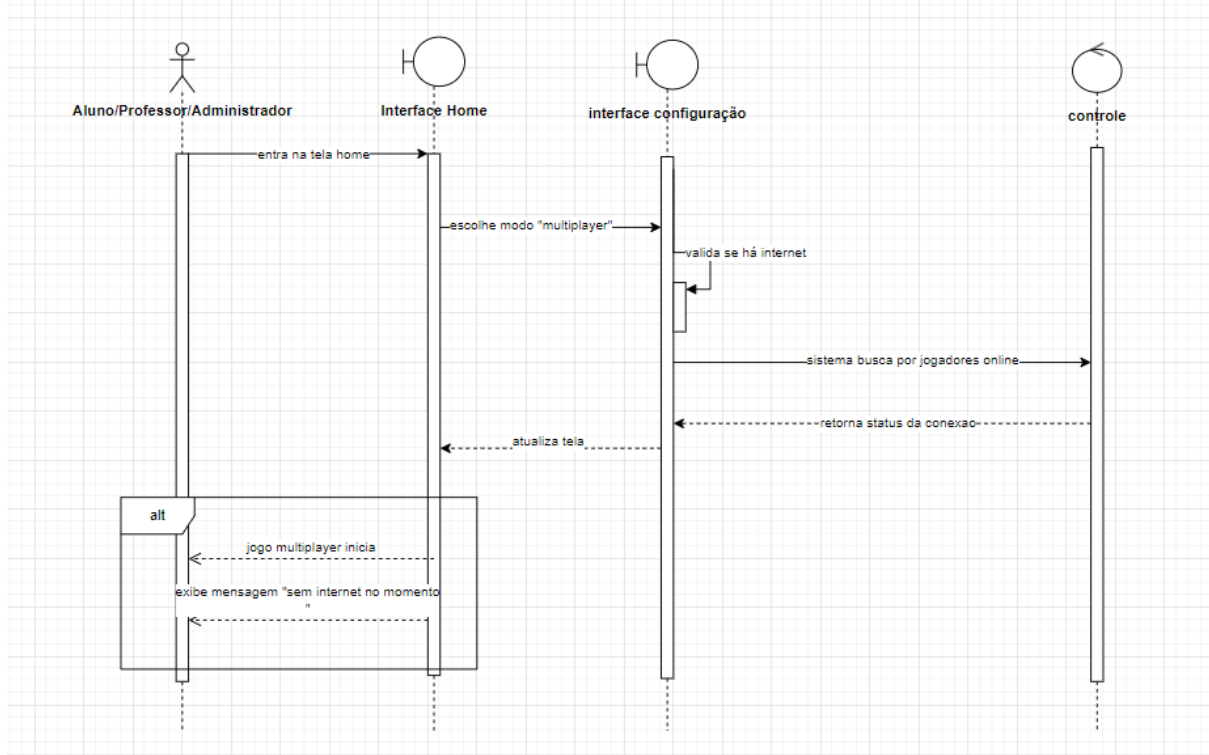 Aluno/Professor/Administrador
Interface Home
interface configuração
controle
entra na tela home
escolhe modo "multiplayer"
valida se há internet
sistema busca por jogadores online
retorna status da conexao
atualiza tela
alt
jogo multiplayer inicia
exibe mensagem "sem internet no momento
"